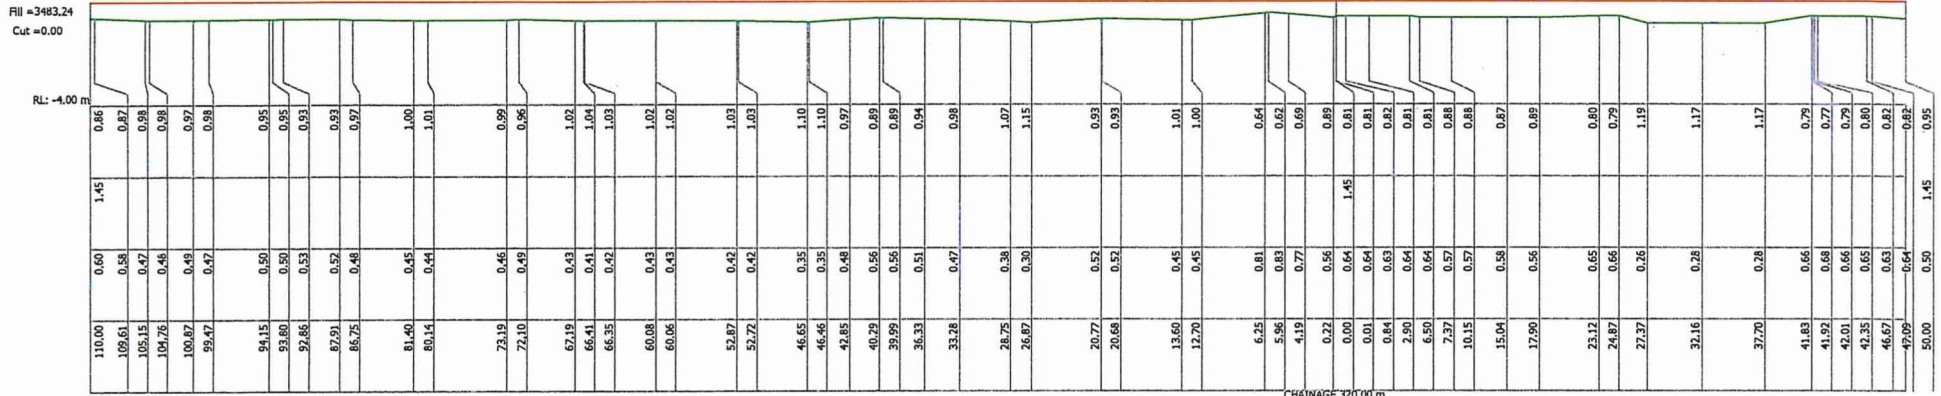 Fill =3483.24
Cut =0.00
RL: -4.00 m
0.86 0.87 0.98 0.98 0.97 0.98 0.95 0.95 0.93 0.93 0.97 1.00 1.01 0.99 0.96 1.02 1.04 1.03 1.02 1.02 1.03 1.03 1.10 1.10 0.97 0.89 0.89 0.94 0.98 1.07 1.15 0.93 0.93 1.01 1.00 0.64 0.62 0.69 0.89 0.81 0.81 0.82 0.81 0.81 0.88 0.88 0.87 0.89 0.80 0.79 1.19 1.17 1.17 0.79 0.77 0.79 0.80 0.82 0.82 0.95
1.45 1.45 1.45
0.60 0.58 0.47 0.46 0.49 0.47 0.50 0.50 0.53 0.52 0.48 0.45 0.44 0.46 0.49 0.43 0.41 0.42 0.43 0.43 0.42 0.42 0.35 0.35 0.48 0.56 0.56 0.51 0.47 0.38 0.30 0.52 0.52 0.45 0.45 0.81 0.83 0.77 0.56 0.64 0.64 0.63 0.64 0.64 0.57 0.57 0.58 0.56 0.65 0.66 0.26 0.28 0.28 0.66 0.68 0.66 0.65 0.63 0.64 0.50
110.00 109.61 105.15 104.76 100.87 99.47 94.15 93.80 92.86 87.91 86.75 81.40 80.14 73.19 72.10 67.19 66.41 66.35 60.08 60.06 52.87 52.72 46.65 46.46 42.85 40.29 39.99 36.33 33.28 28.75 26.87 20.77 20.68 13.60 12.70 6.25 5.96 4.19 0.22 0.00 0.01 0.84 2.90 6.50 7.37 10.15 15.04 17.90 23.12 24.87 27.37 32.16 37.70 41.83 41.92 42.01 42.35 46.67 47.09 50.00
CHAINAGE 320.00 m